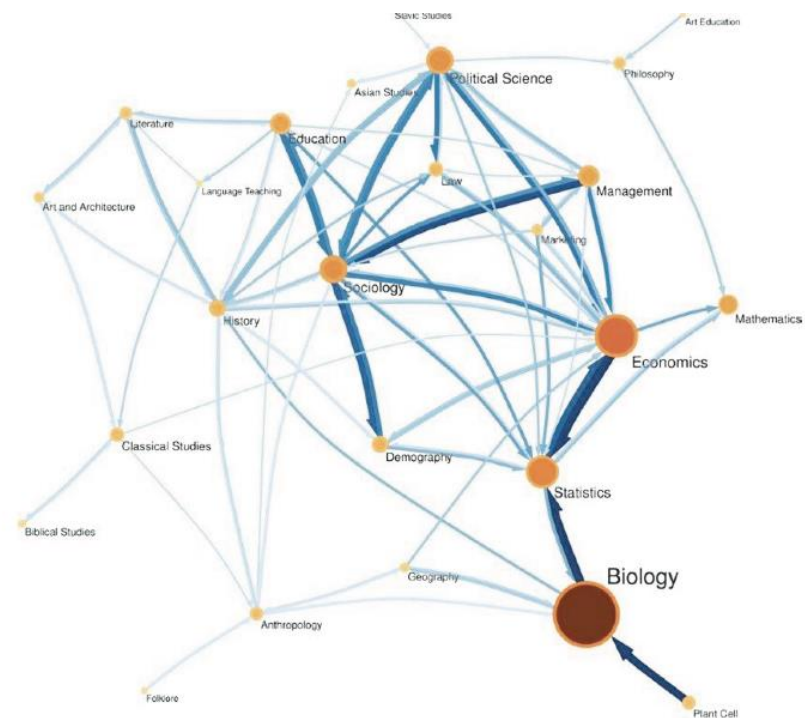 Slavic Studies
Art Education
Political Science
Philosophy
Asian Studies
Literature
Education
Law
Language Teaching
Management
Art and Architecture
Marketing
Sociology
History
Mathematics
Economics
Classical Studies
Demography
Statistics
Biblical Studies
Geography
Biology
Anthropology
Folklore
Plant Cell